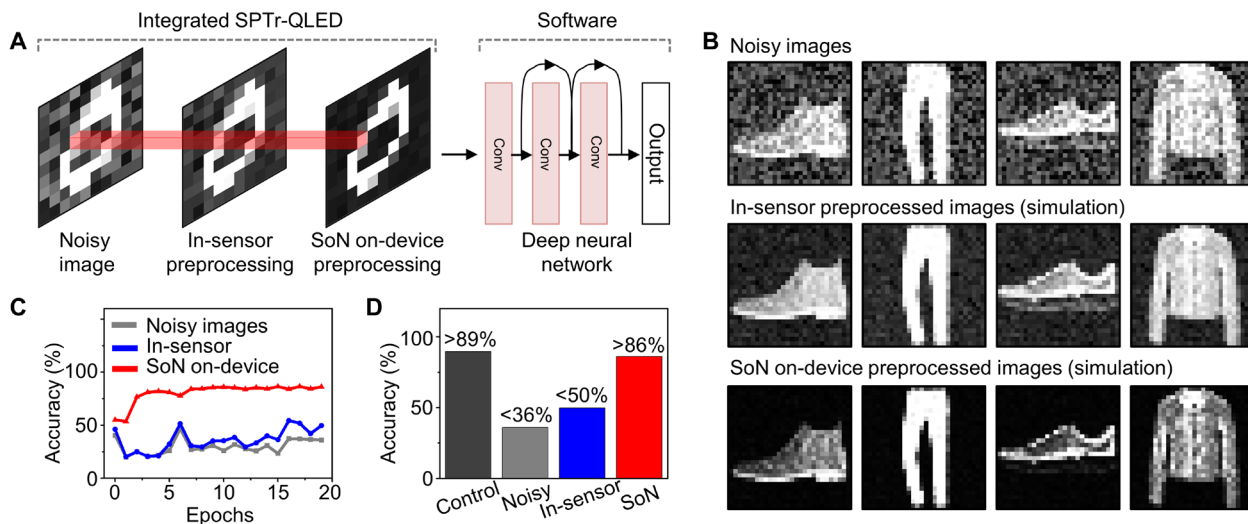 Integrated SPTr-QLED
Software
A
Noisy
image
In-sensor
preprocessing
SoN on-device
preprocessing
Conv
Conv
Conv
Output
Deep neural
network
B
Noisy images
In-sensor preprocessed images (simulation)
SoN on-device preprocessed images (simulation)
C
Noisy images
In-sensor
SoN on-device
Accuracy (%)
100
50
0
0
5
10
15
20
Epochs
D
Accuracy (%)
100
50
0
>89%
<36%
<50%
>86%
Control
Noisy
In-sensor
SoN